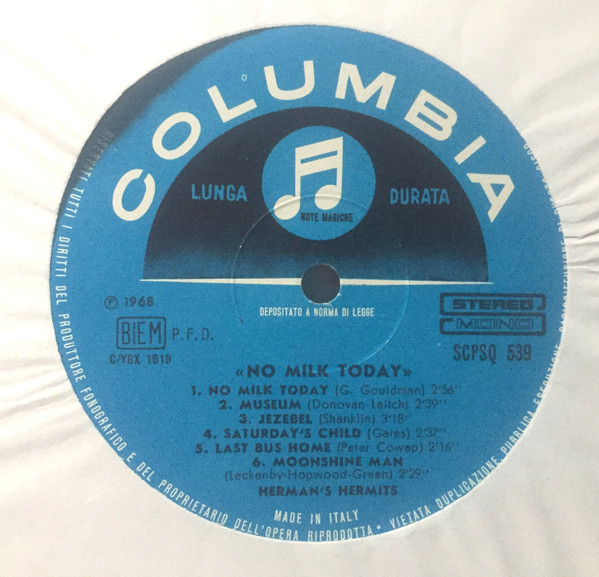 COLUMBIA
LUNGA
DURATA
NOTE MAGICHE
DEPOSITATO A NORMA DI LEGGE
℗ 1968
BIEM P.F.D.
C/YBX 1019
STEREO
MONO
SCPSQ 539
«NO MILK TODAY»
1. NO MILK TODAY (G. Gouldman) 2'56''
2. MUSEUM (Donovan-Leitch) 2'39''
3. JEZEBEL (Shanklin) 3'18''
4. SATURDAY'S CHILD (Gates) 2'37''
5. LAST BUS HOME (Peter Cowap) 2'16''
6. MOONSHINE MAN
(Leckenby-Hopwood-Green) 2'29''
HERMAN'S HERMITS
MADE IN ITALY
RISERVATI TUTTI I DIRITTI DEL PRODUTTORE FONOGRAFICO E DEL PROPRIETARIO DELL'OPERA RIPRODOTTA • VIETATA DUPLICAZIONE, PUBBLICA ESECUZIONE